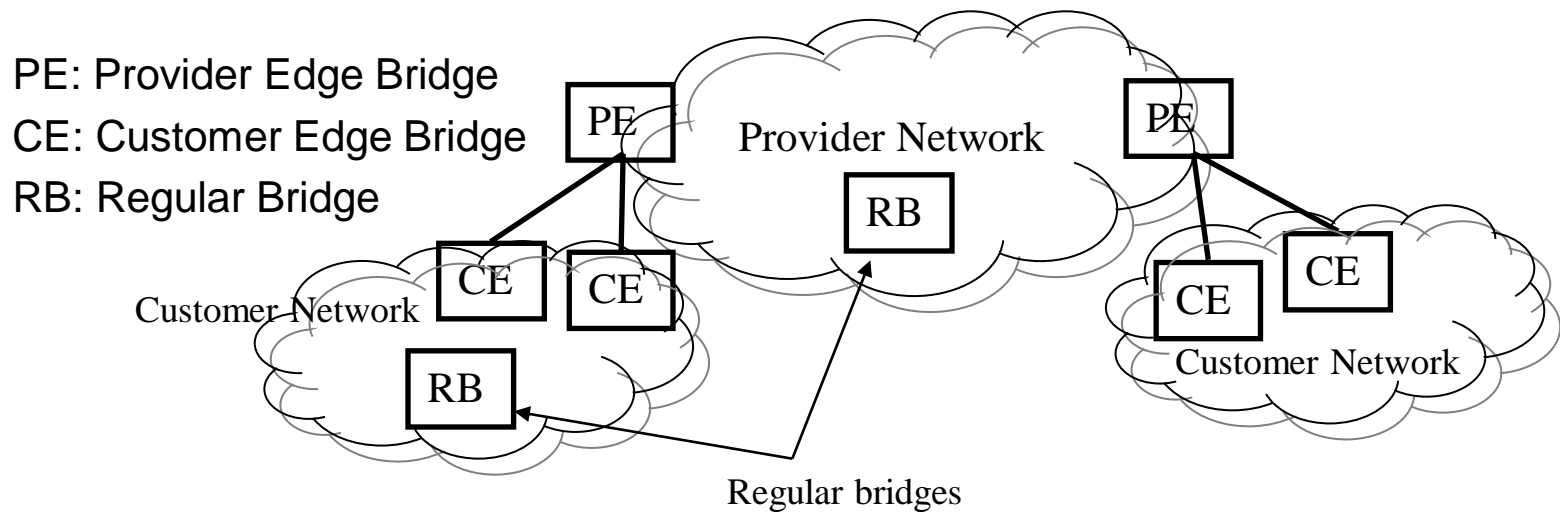 PE: Provider Edge Bridge
CE: Customer Edge Bridge
RB: Regular Bridge
PE
Provider Network
PE
RB
CE
CE
Customer Network
RB
CE
CE
Customer Network
Regular bridges